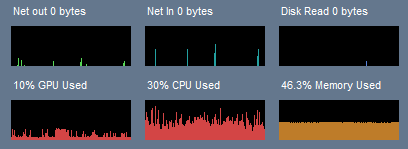 Net out 0 bytes
Net In 0 bytes
Disk Read 0 bytes
10% GPU Used
30% CPU Used
46.3% Memory Used